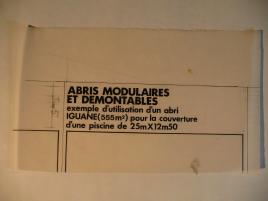 ABRIS MODULAIRES
ET DEMONTABLES
exemple d'utilisation d'un abri
IGUANE(555m²) pour la couverture
d'une piscine de 25mX12m50